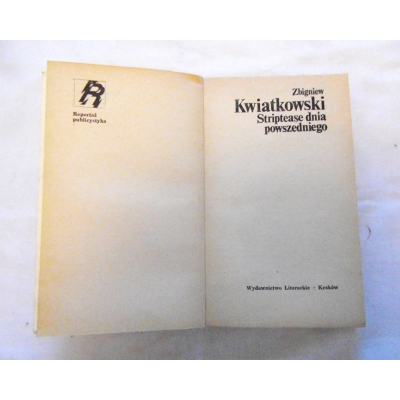 R
Reportaż
publicystyka
Zbigniew
Kwiatkowski
Striptease dnia
powszedniego
Wydawnictwo Literackie - Kraków